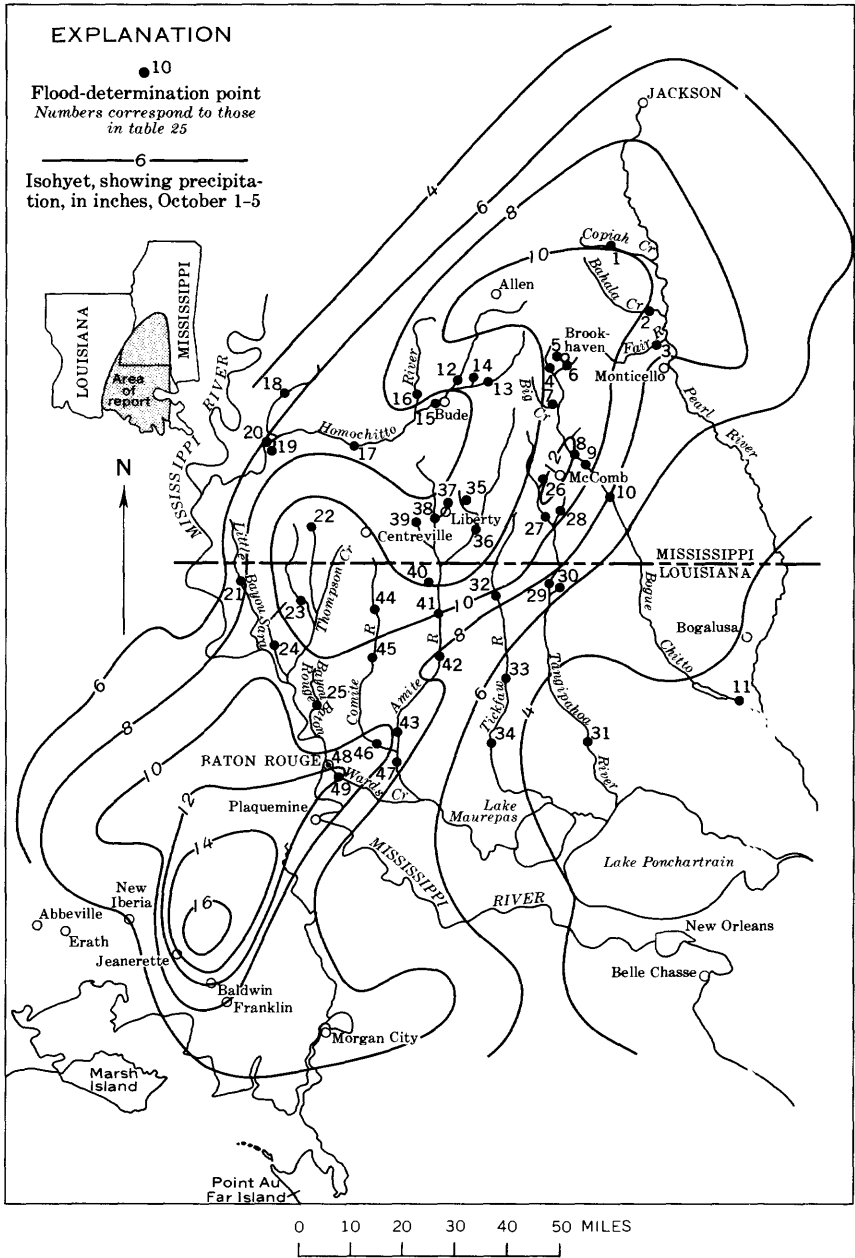 EXPLANATION
10
Flood-determination point
Numbers correspond to those
in table 25
6
Isohyet, showing precipita-
tion, in inches, October 1-5
JACKSON
4
6
8
Copiah Cr
1
10
Bahala Cr
Allen
2
LOUISIANA
MISSISSIPPI
Area
of
report
MISSISSIPPI RIVER
Brook-
haven
5
4
6
Fair R
3
Monticello
River
12
14
13
16
15
Bude
Big Cr
7
18
Pearl River
Homochitto
20
19
17
8
9
12
McComb
N
26
10
37
35
38
39
Liberty
36
27
28
22
Centreville
MISSISSIPPI
LOUISIANA
Little Bayou Sara
Thompson Cr
21
40
32
30
29
Bogue Chitto
23
44
41
10
8
Bogalusa
24
45
R
R
42
R
33
6
25
Bayou Baton
Rouge
Comite
Amite
Tickfaw
Tangipahoa River
4
11
6
8
10
43
46
34
31
BATON ROUGE
48
47
49
Wards Cr
12
Plaquemine
Lake
Maurepas
14
MISSISSIPPI RIVER
Lake Ponchartrain
16
New
Iberia
Abbeville
Erath
New Orleans
Jeanerette
Belle Chasse
Baldwin
Franklin
Morgan City
Marsh
Island
Point Au
Far Island
0 10 20 30 40 50 MILES